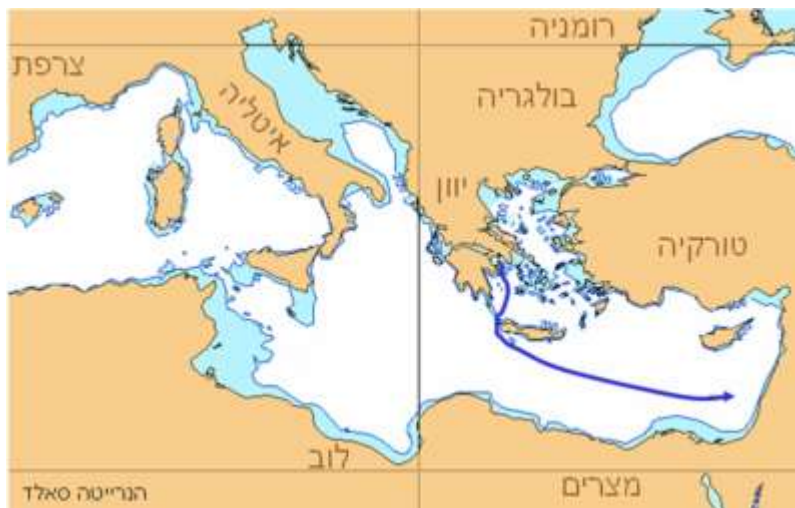 רומניה
צרפת
בולגריה
איטליה
יוון
טורקיה
לוב
מצרים
הנרייטה סאלד